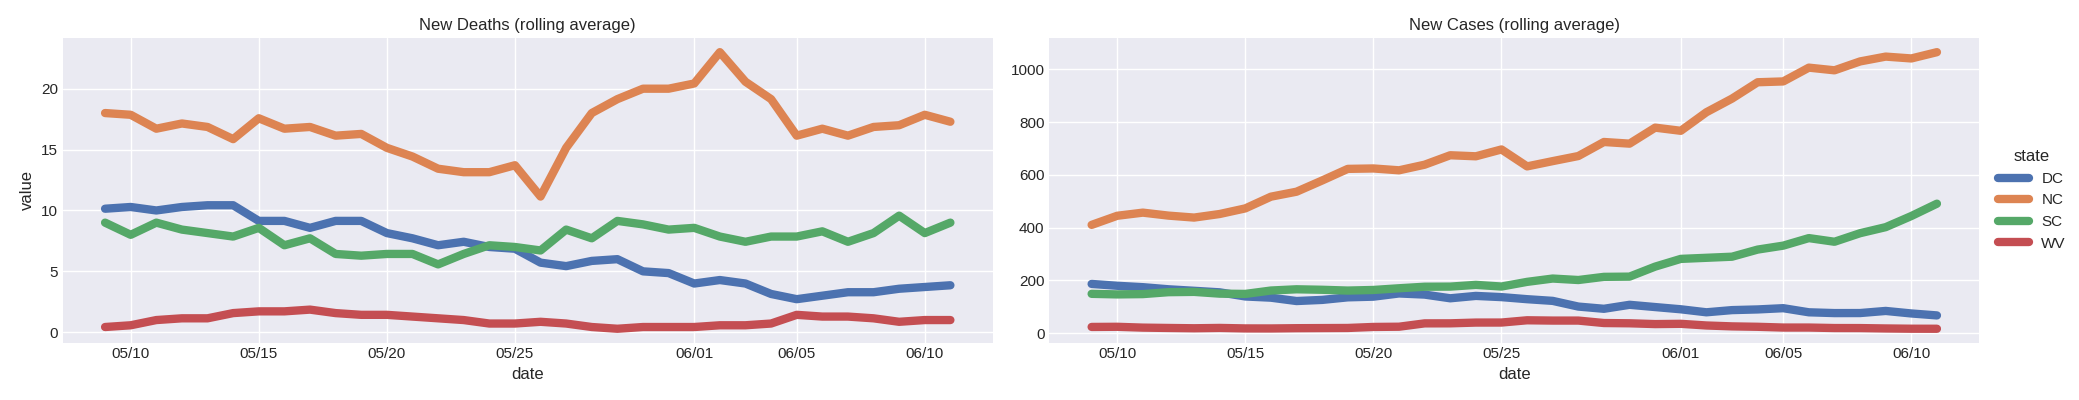 New Deaths (rolling average)
value
20
15
10
5
0
05/10 05/15 05/20 05/25 06/01 06/05 06/10
date
New Cases (rolling average)
1000
800
600
400
200
0
05/10 05/15 05/20 05/25 06/01 06/05 06/10
date
state
DC
NC
SC
WV